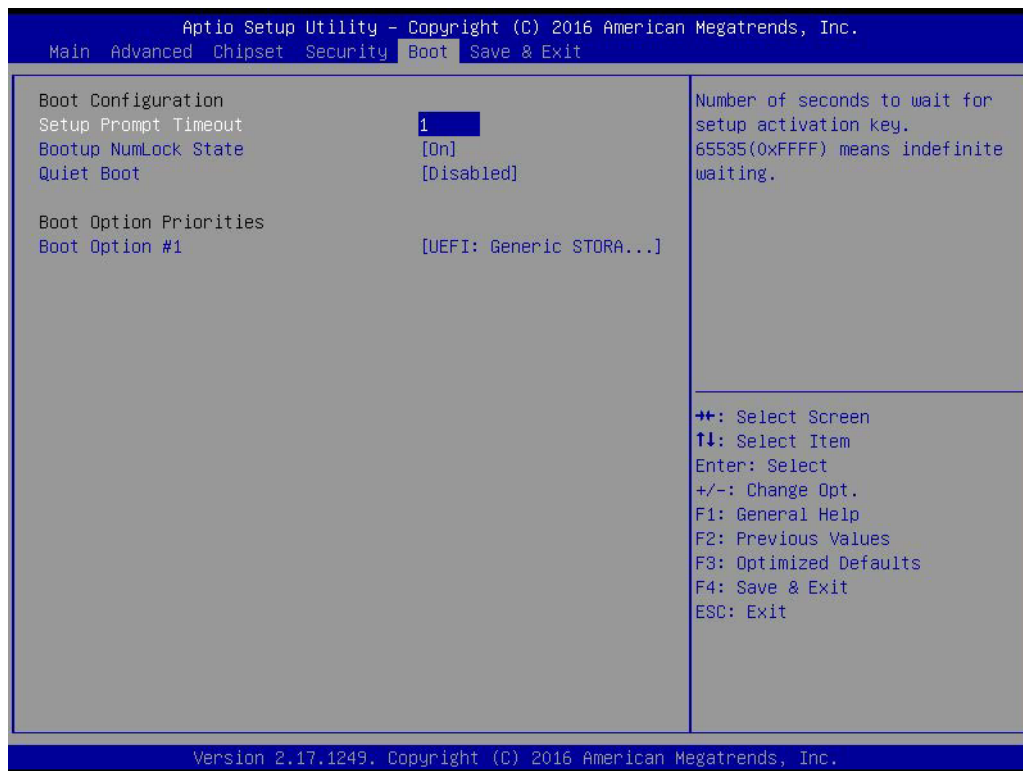 Aptio Setup Utility – Copyright (C) 2016 American Megatrends, Inc.
Main Advanced Chipset Security Boot Save & Exit
Boot Configuration
Setup Prompt Timeout 1
Bootup NumLock State [On]
Quiet Boot [Disabled]
Boot Option Priorities
Boot Option #1 [UEFI: Generic STORA...]
Number of seconds to wait for
setup activation key.
65535(0xFFFF) means indefinite
waiting.
→←: Select Screen
↑↓: Select Item
Enter: Select
+/-: Change Opt.
F1: General Help
F2: Previous Values
F3: Optimized Defaults
F4: Save & Exit
ESC: Exit
Version 2.17.1249. Copyright (C) 2016 American Megatrends, Inc.